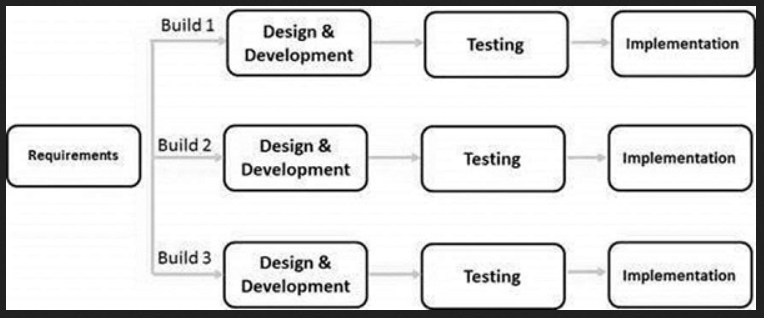 Build 1
Design &
Development
Testing
Implementation
Requirements
Build 2
Design &
Development
Testing
Implementation
Build 3
Design &
Development
Testing
Implementation